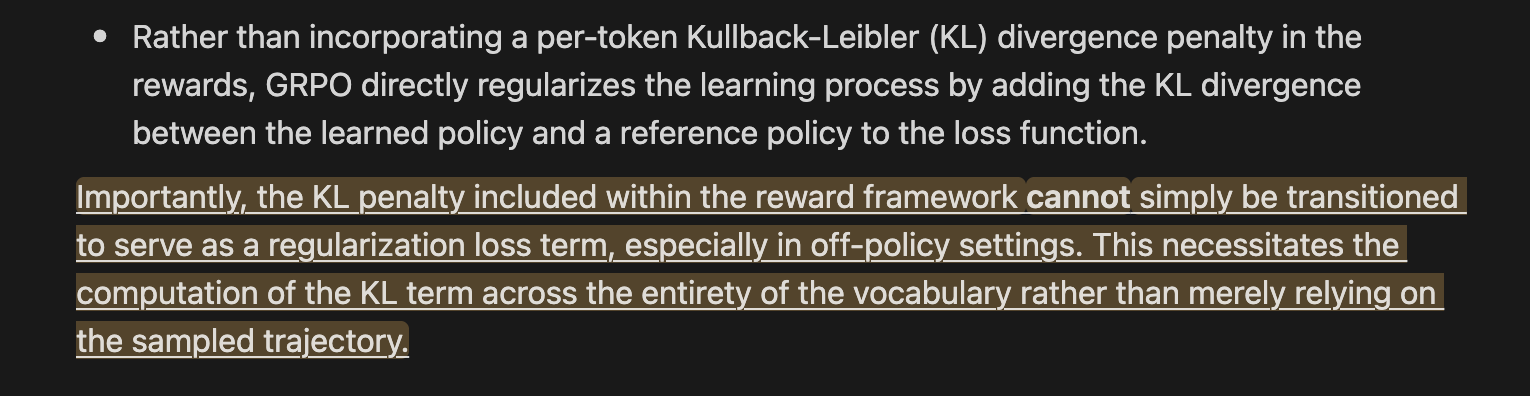 • Rather than incorporating a per-token Kullback-Leibler (KL) divergence penalty in the
rewards, GRPO directly regularizes the learning process by adding the KL divergence
between the learned policy and a reference policy to the loss function.
Importantly, the KL penalty included within the reward framework cannot simply be transitioned
to serve as a regularization loss term, especially in off-policy settings. This necessitates the
computation of the KL term across the entirety of the vocabulary rather than merely relying on
the sampled trajectory.